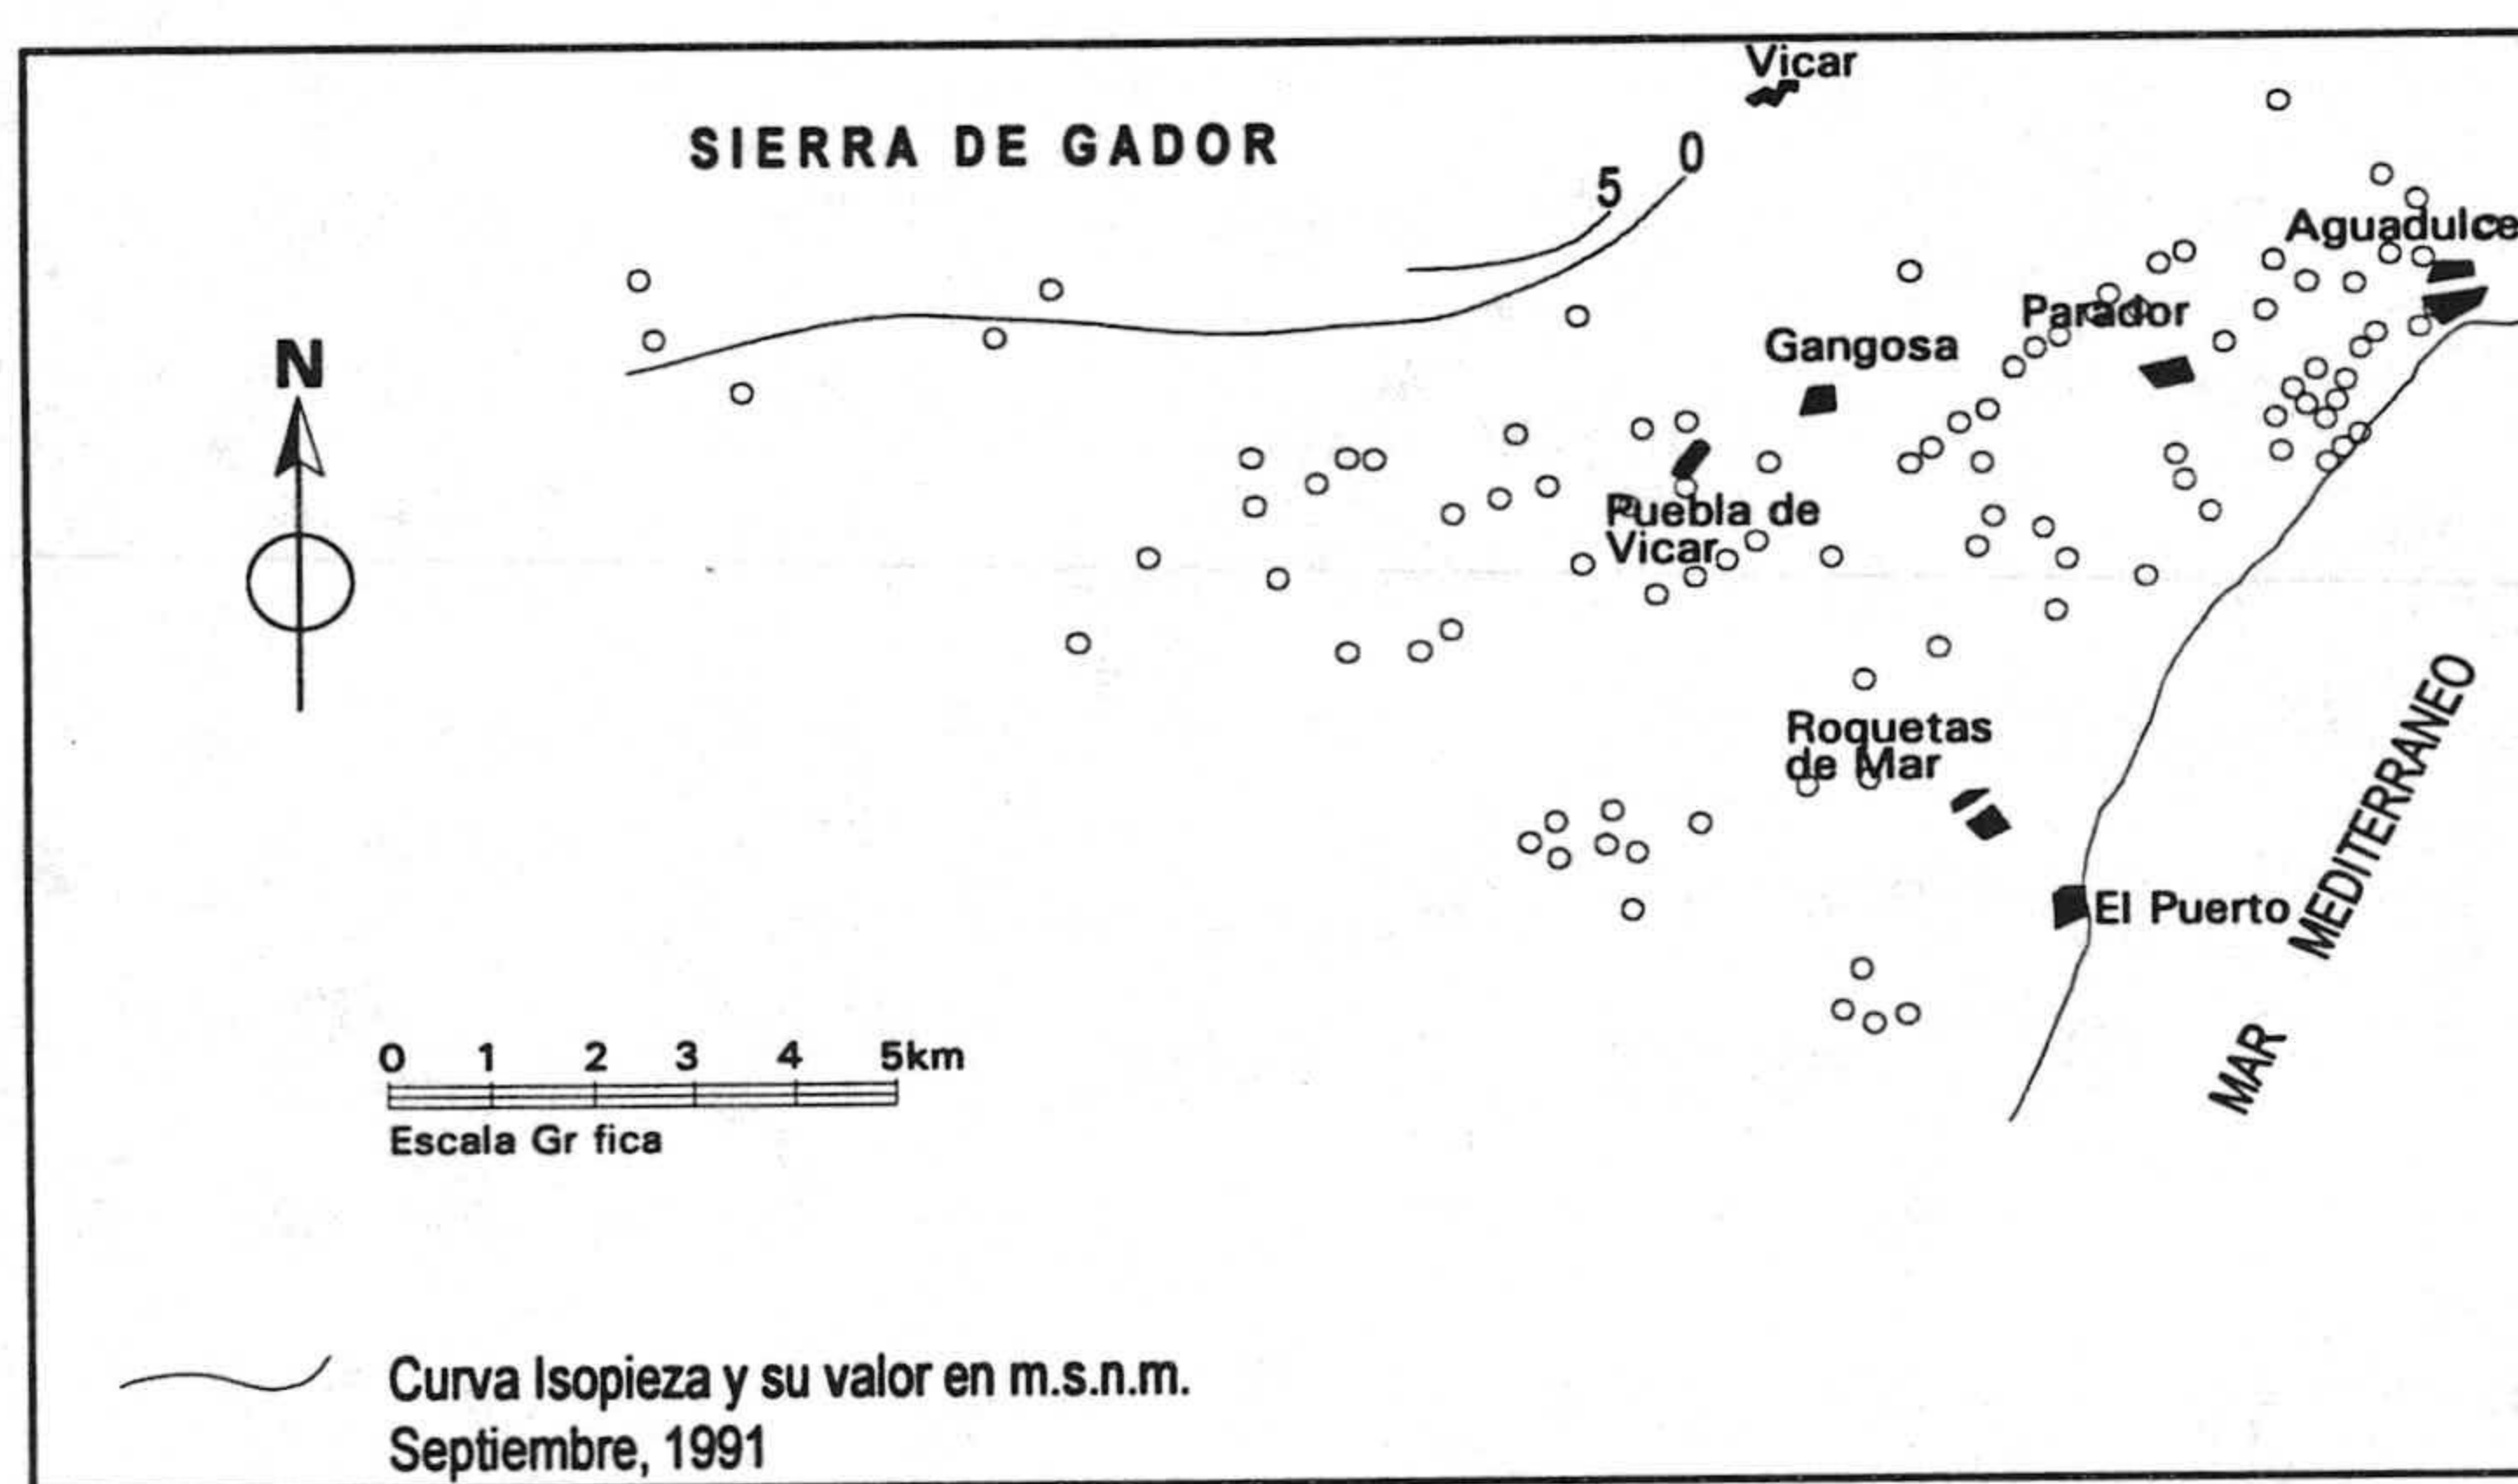 Vicar
SIERRA DE GADOR
0
5
Aguadulce
Parador
Gangosa
N
Puebla de
Vicar
Roquetas
de Mar
El Puerto
MAR MEDITERRANEO
0 1 2 3 4 5km
Escala Gr fica
Curva Isopieza y su valor en m.s.n.m.
Septiembre, 1991